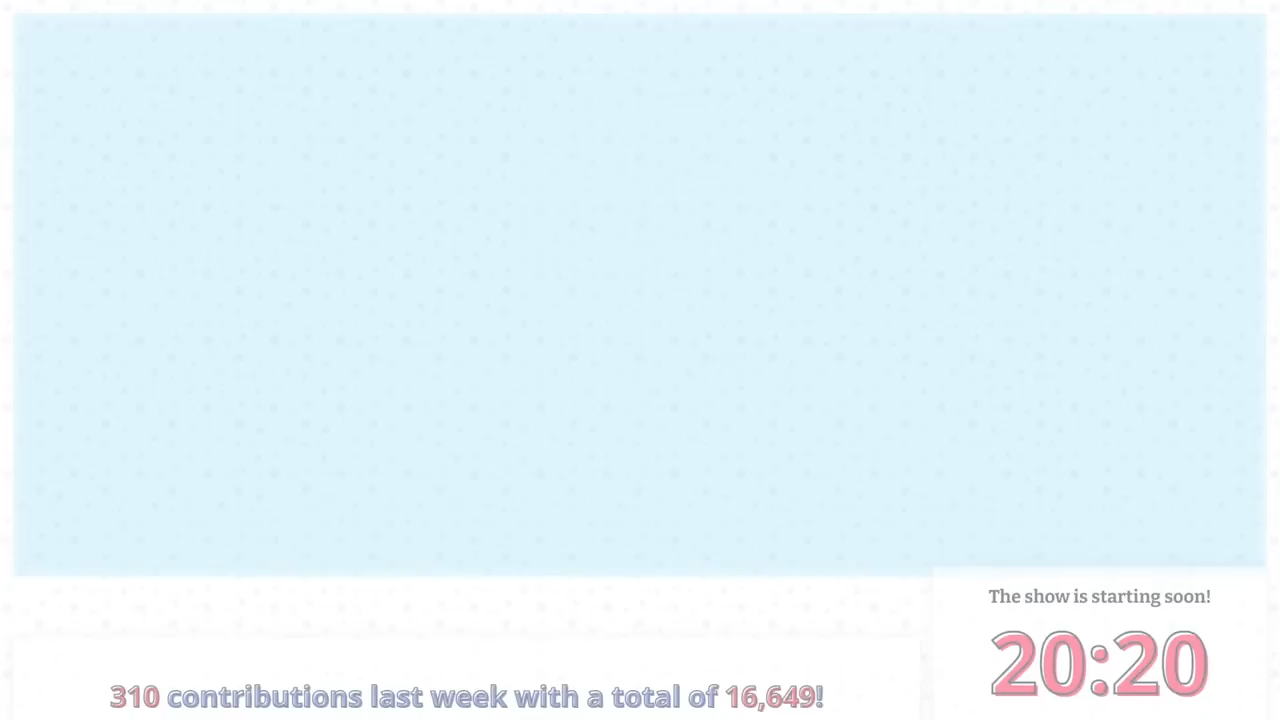 The show is starting soon!
20:20
310 contributions last week with a total of 16,649!